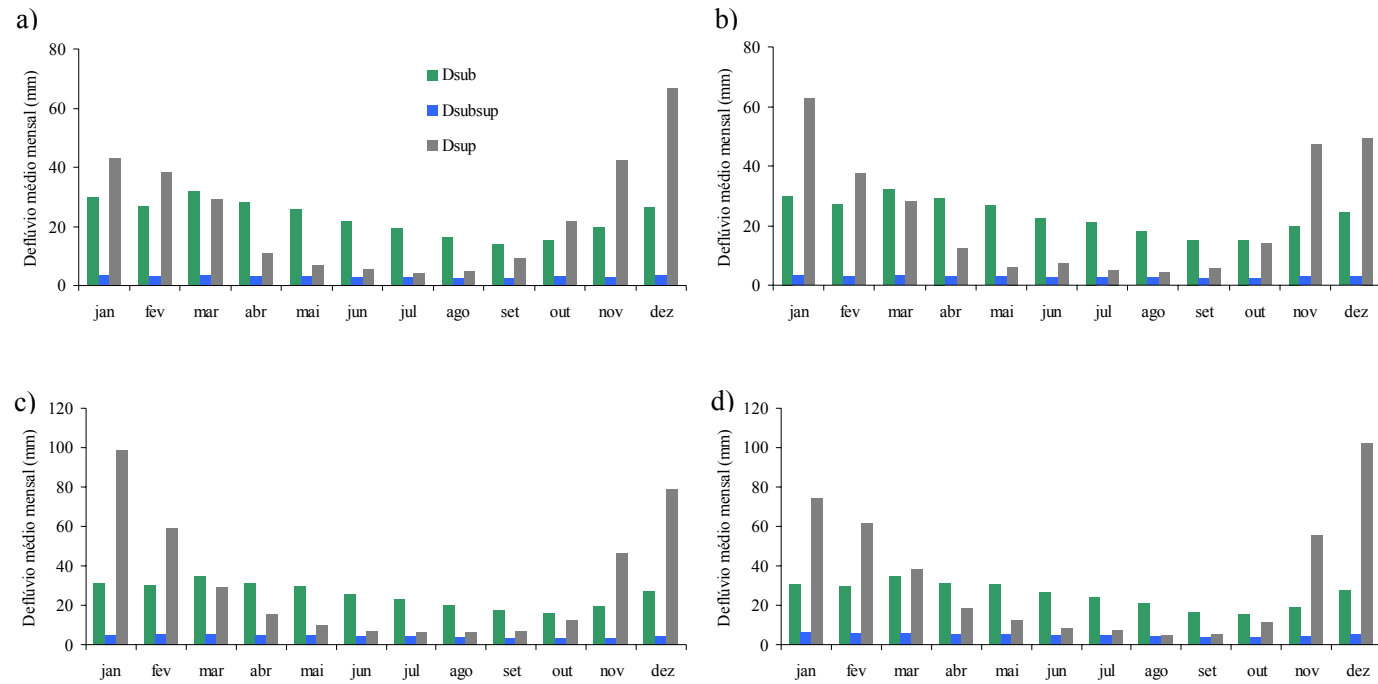 a)
Deflúvio médio mensal (mm)
80
60
40
20
0
Dsub
Dsubsup
Dsup
jan fev mar abr mai jun jul ago set out nov dez
b)
Deflúvio médio mensal (mm)
80
60
40
20
0
jan fev mar abr mai jun jul ago set out nov dez
c)
Deflúvio médio mensal (mm)
120
100
80
60
40
20
0
jan fev mar abr mai jun jul ago set out nov dez
d)
Deflúvio médio mensal (mm)
120
100
80
60
40
20
0
jan fev mar abr mai jun jul ago set out nov dez